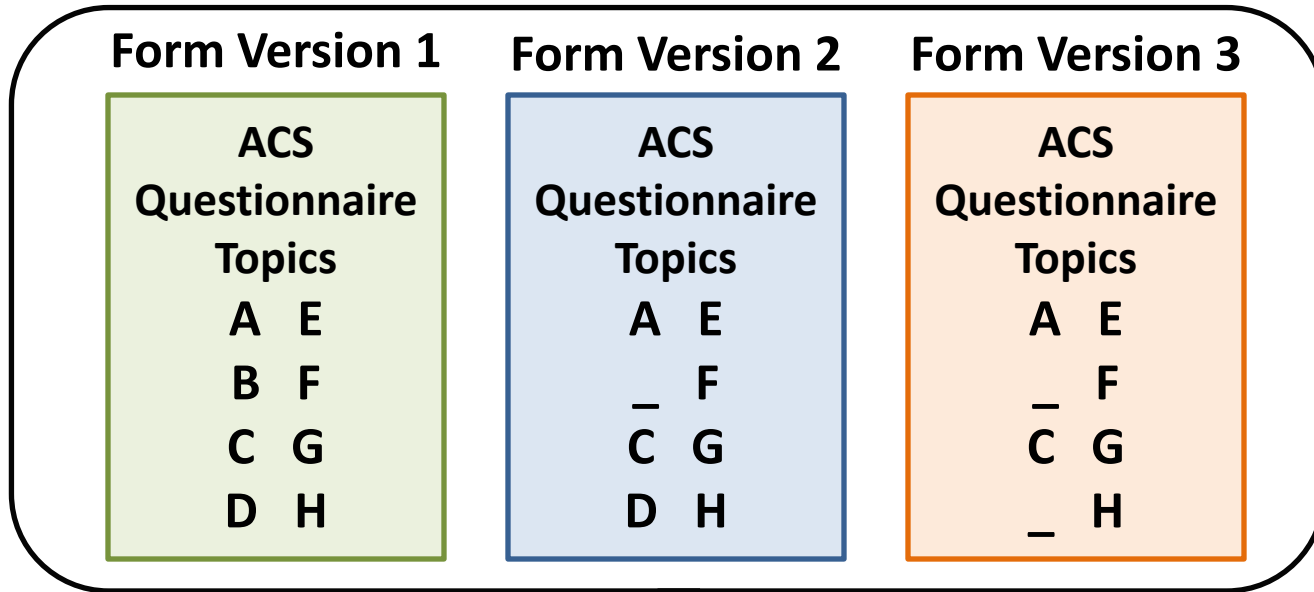 Form Version 1
ACS
Questionnaire
Topics
A E
B F
C G
D H
Form Version 2
ACS
Questionnaire
Topics
A E
_ F
C G
D H
Form Version 3
ACS
Questionnaire
Topics
A E
_ F
C G
_ H